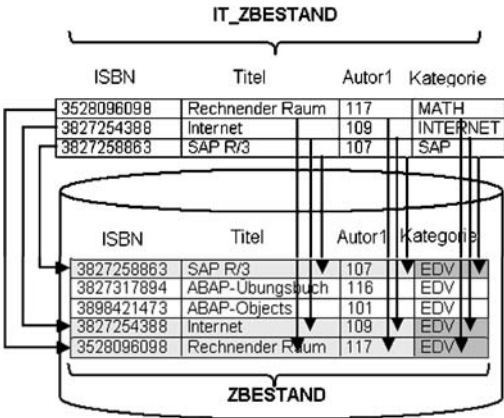 IT_ZBESTAND
ISBN Titel Autor1 Kategorie
3528096098 Rechnender Raum 117 MATH
3827254388 Internet 109 INTERNET
3827258863 SAP R/3 107 SAP
ISBN Titel Autor1 Kategorie
3827258863 SAP R/3 107 EDV
3827317894 ABAP-Übungsbuch 116 EDV
3898421473 ABAP-Objects 101 EDV
3827254388 Internet 109 EDV
3528096098 Rechnender Raum 117 EDV
ZBESTAND